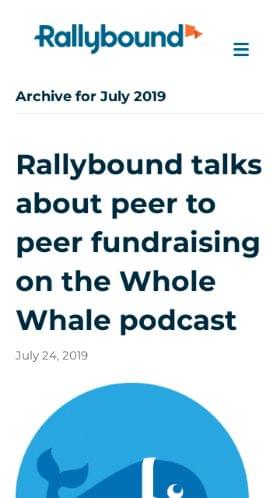 Rallybound
Archive for July 2019
Rallybound talks
about peer to
peer fundraising
on the Whole
Whale podcast
July 24, 2019